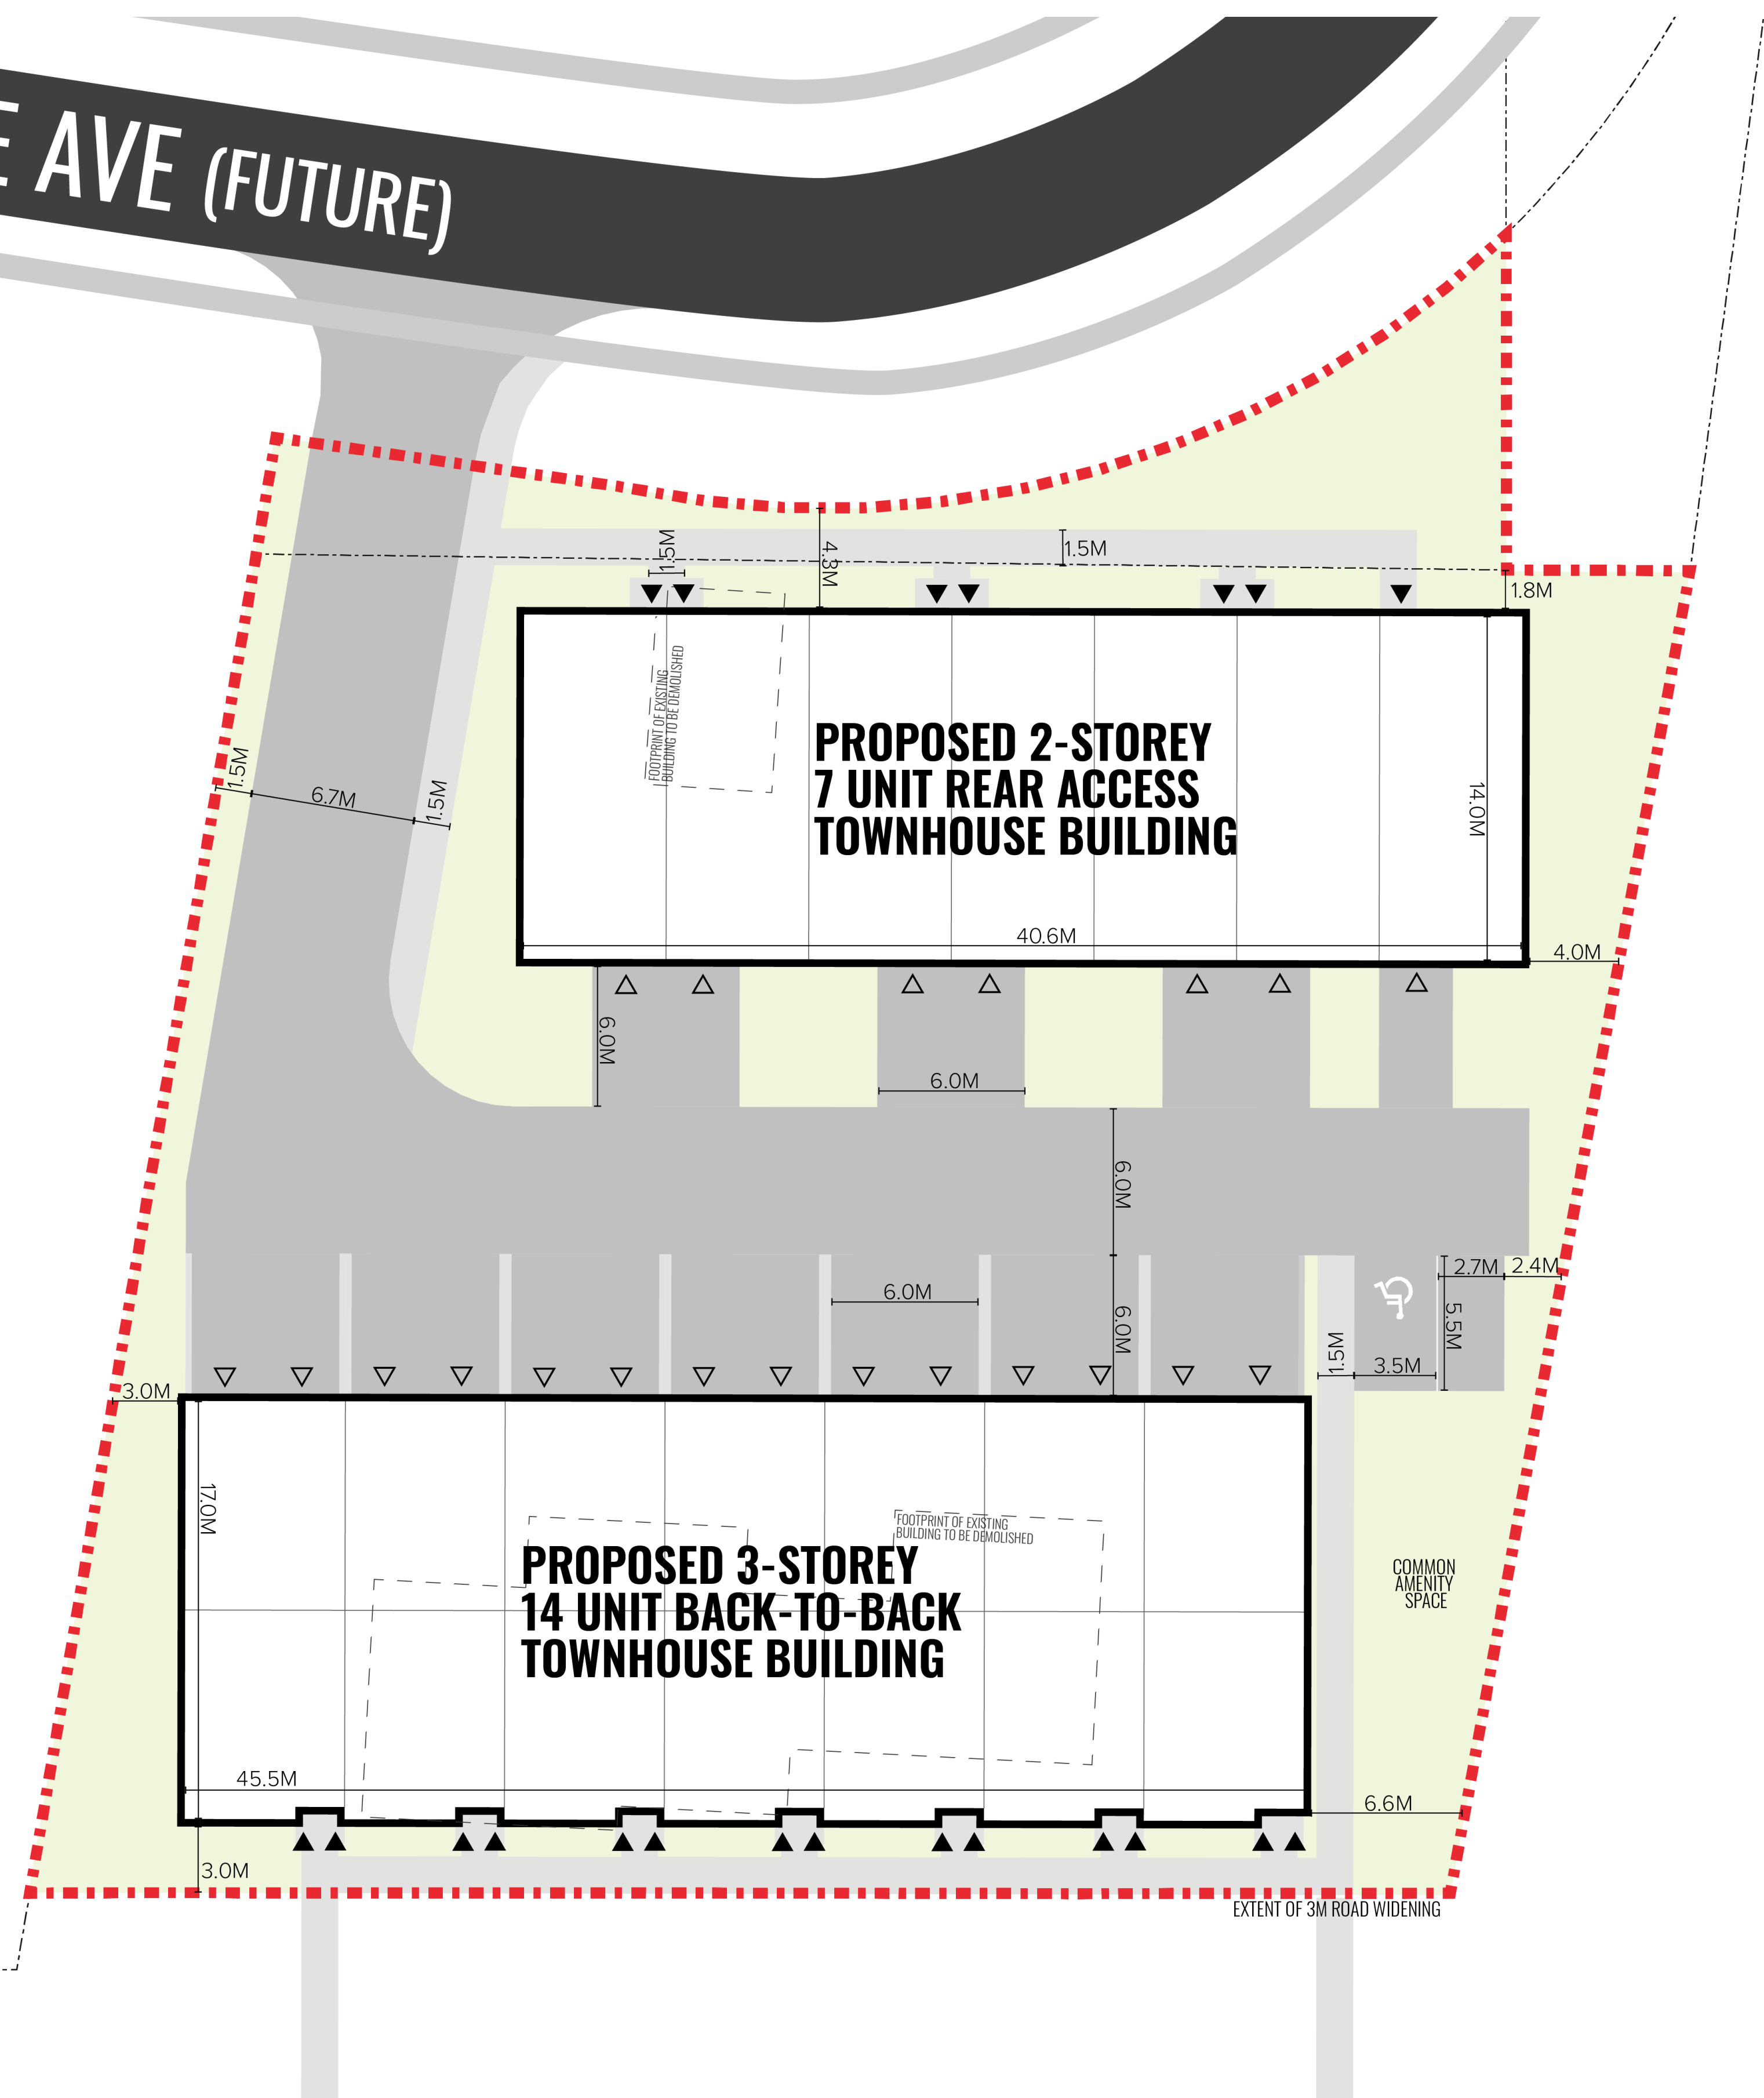 E AVE (FUTURE)
1.5M
4.3M
1.5M
1.8M
FOOTPRINT OF EXISTING
BUILDING TO BE DEMOLISHED
PROPOSED 2-STOREY
7 UNIT REAR ACCESS
TOWNHOUSE BUILDING
14.0M
1.5M
6.7M
1.5M
40.6M
4.0M
6.0M
6.0M
6.0M
2.7M
2.4M
6.0M
6.0M
5.5M
1.5M
3.5M
3.0M
17.0M
FOOTPRINT OF EXISTING
BUILDING TO BE DEMOLISHED
PROPOSED 3-STOREY
14 UNIT BACK-TO-BACK
TOWNHOUSE BUILDING
COMMON
AMENITY
SPACE
45.5M
6.6M
3.0M
EXTENT OF 3M ROAD WIDENING